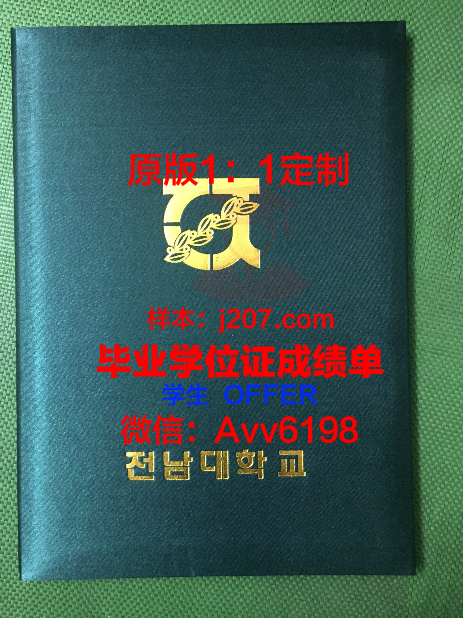 原版1：1定制
样本：j207.com
毕业学位证成绩单
学生 OFFER
微信：Avv6198
전남대학교